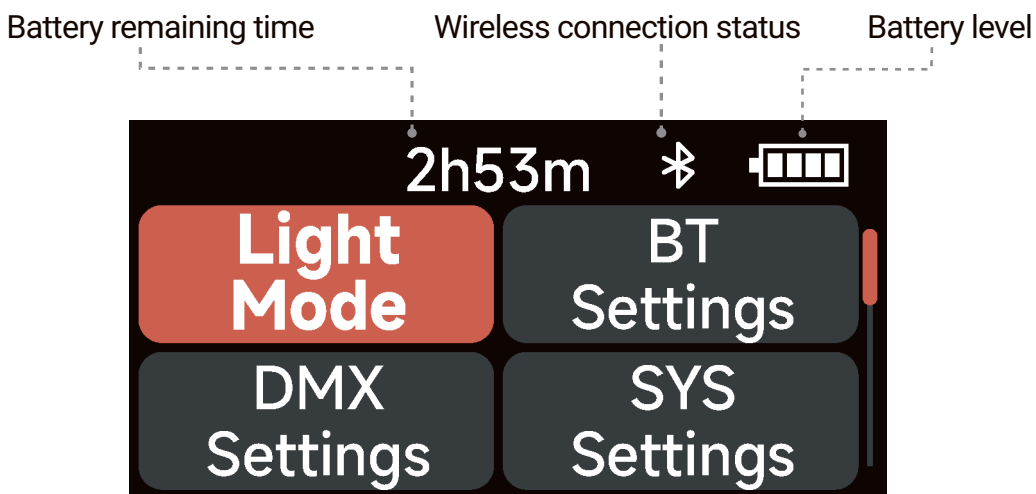 Battery remaining time Wireless connection status Battery level
2h53m
Light BT
Mode Settings
DMX SYS
Settings Settings